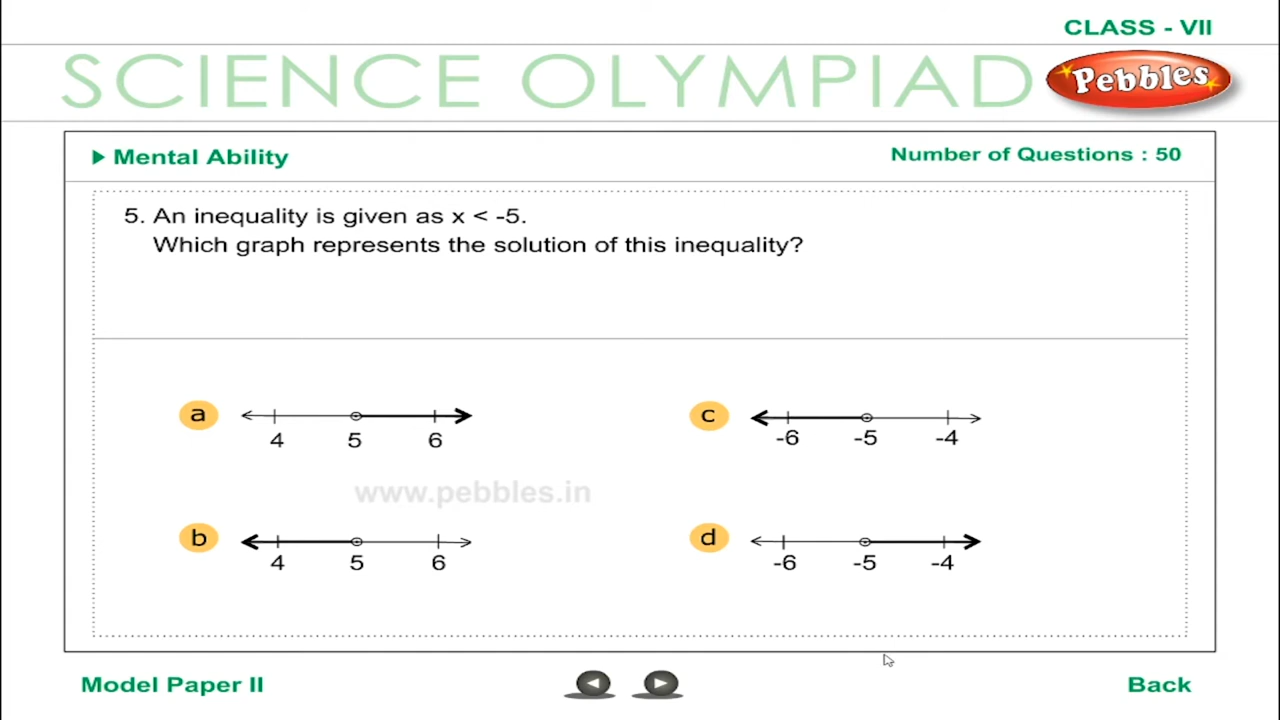 CLASS - VII
SCIENCE OLYMPIAD
Pebbles
Mental Ability
Number of Questions : 50
5. An inequality is given as x < -5.
Which graph represents the solution of this inequality?
a
4 5 6
c
-6 -5 -4
www.pebbles.in
b
4 5 6
d
-6 -5 -4
Model Paper II
Back